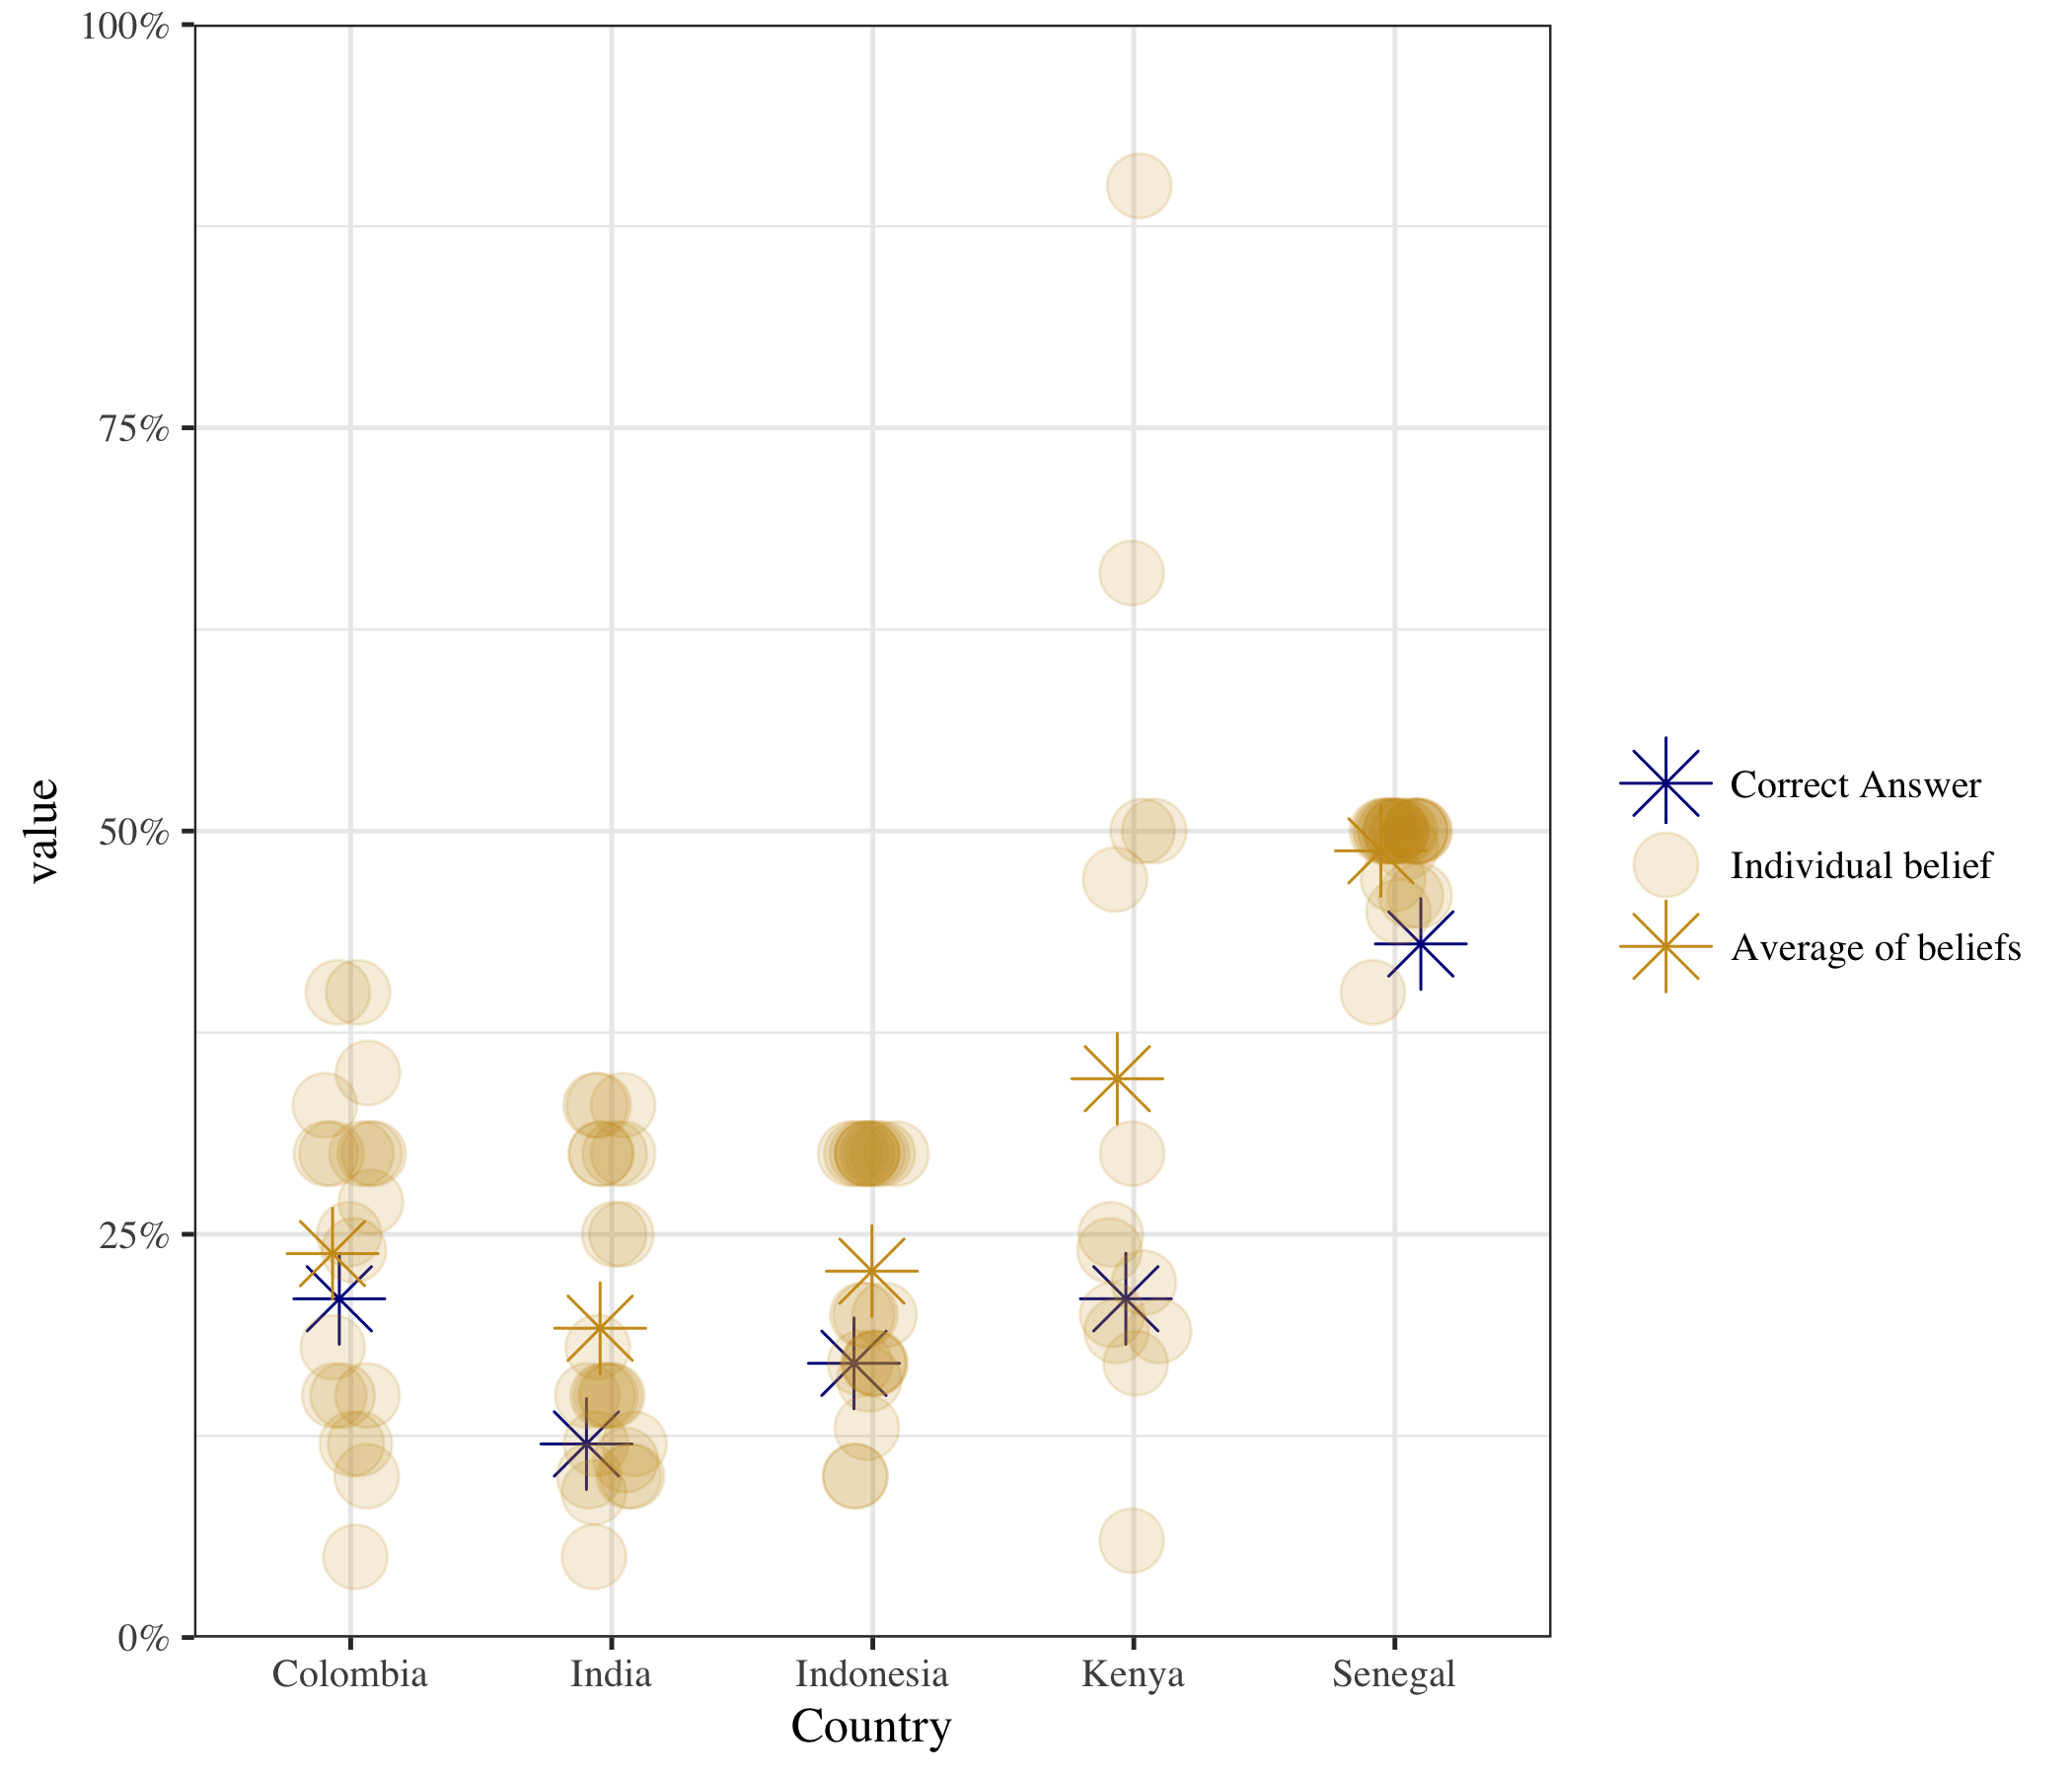 100%
75%
50%
25%
0%
value
Colombia
India
Indonesia
Kenya
Senegal
Country
Correct Answer
Individual belief
Average of beliefs